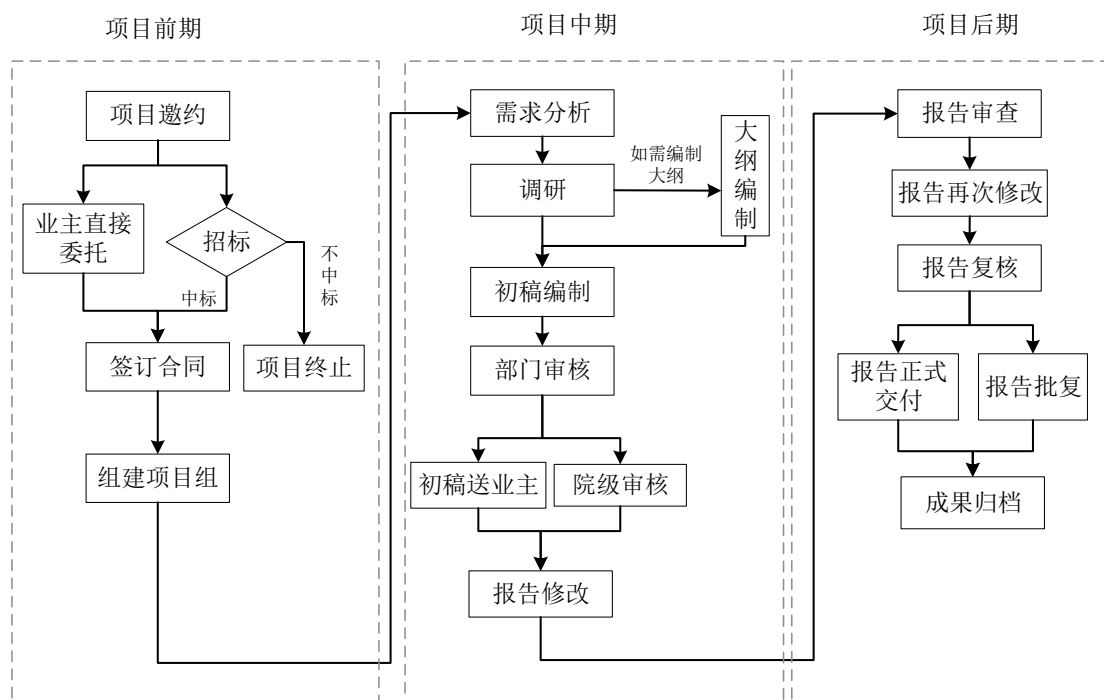 项目前期
项目邀约
业主直接
委托
招标
不
中
标
中标
签订合同
项目终止
组建项目组
项目中期
需求分析
调研
如需编制
大纲
大
纲
编
制
初稿编制
部门审核
初稿送业主
院级审核
报告修改
项目后期
报告审查
报告再次修改
报告复核
报告正式
交付
报告批复
成果归档